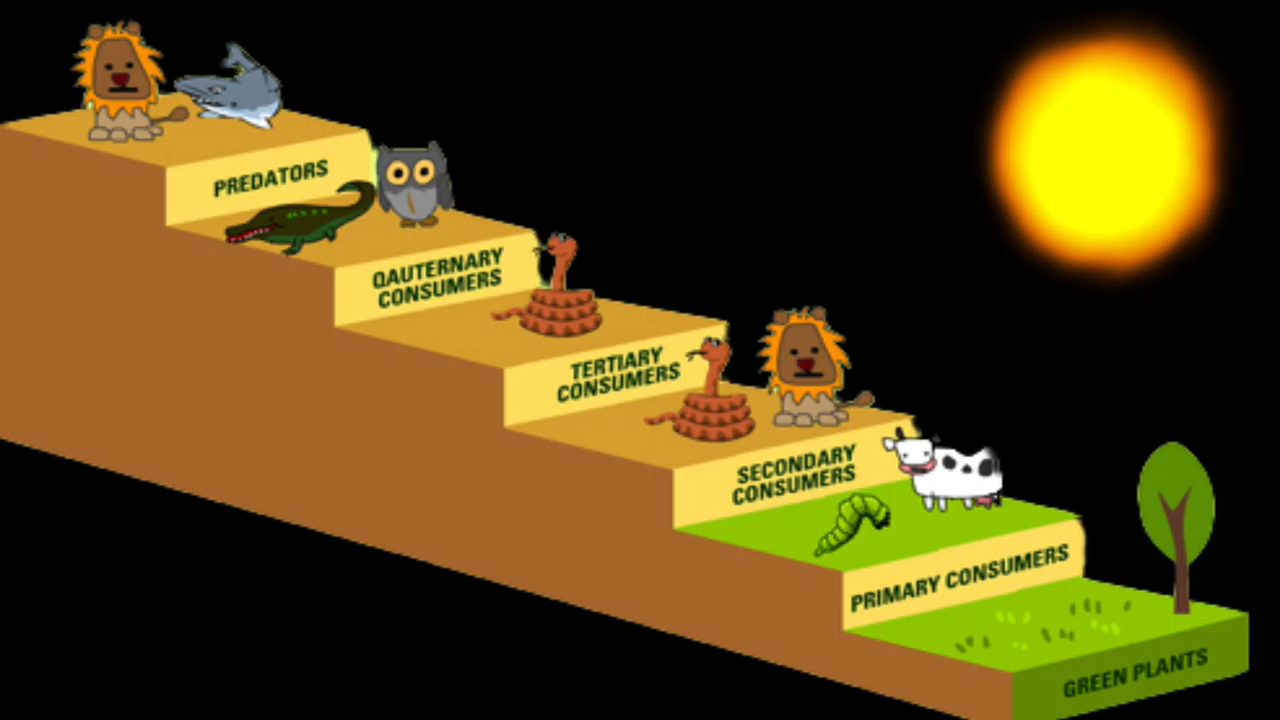 PREDATORS
QAUTERNARY
CONSUMERS
TERTIARY
CONSUMERS
SECONDARY
CONSUMERS
PRIMARY CONSUMERS
GREEN PLANTS